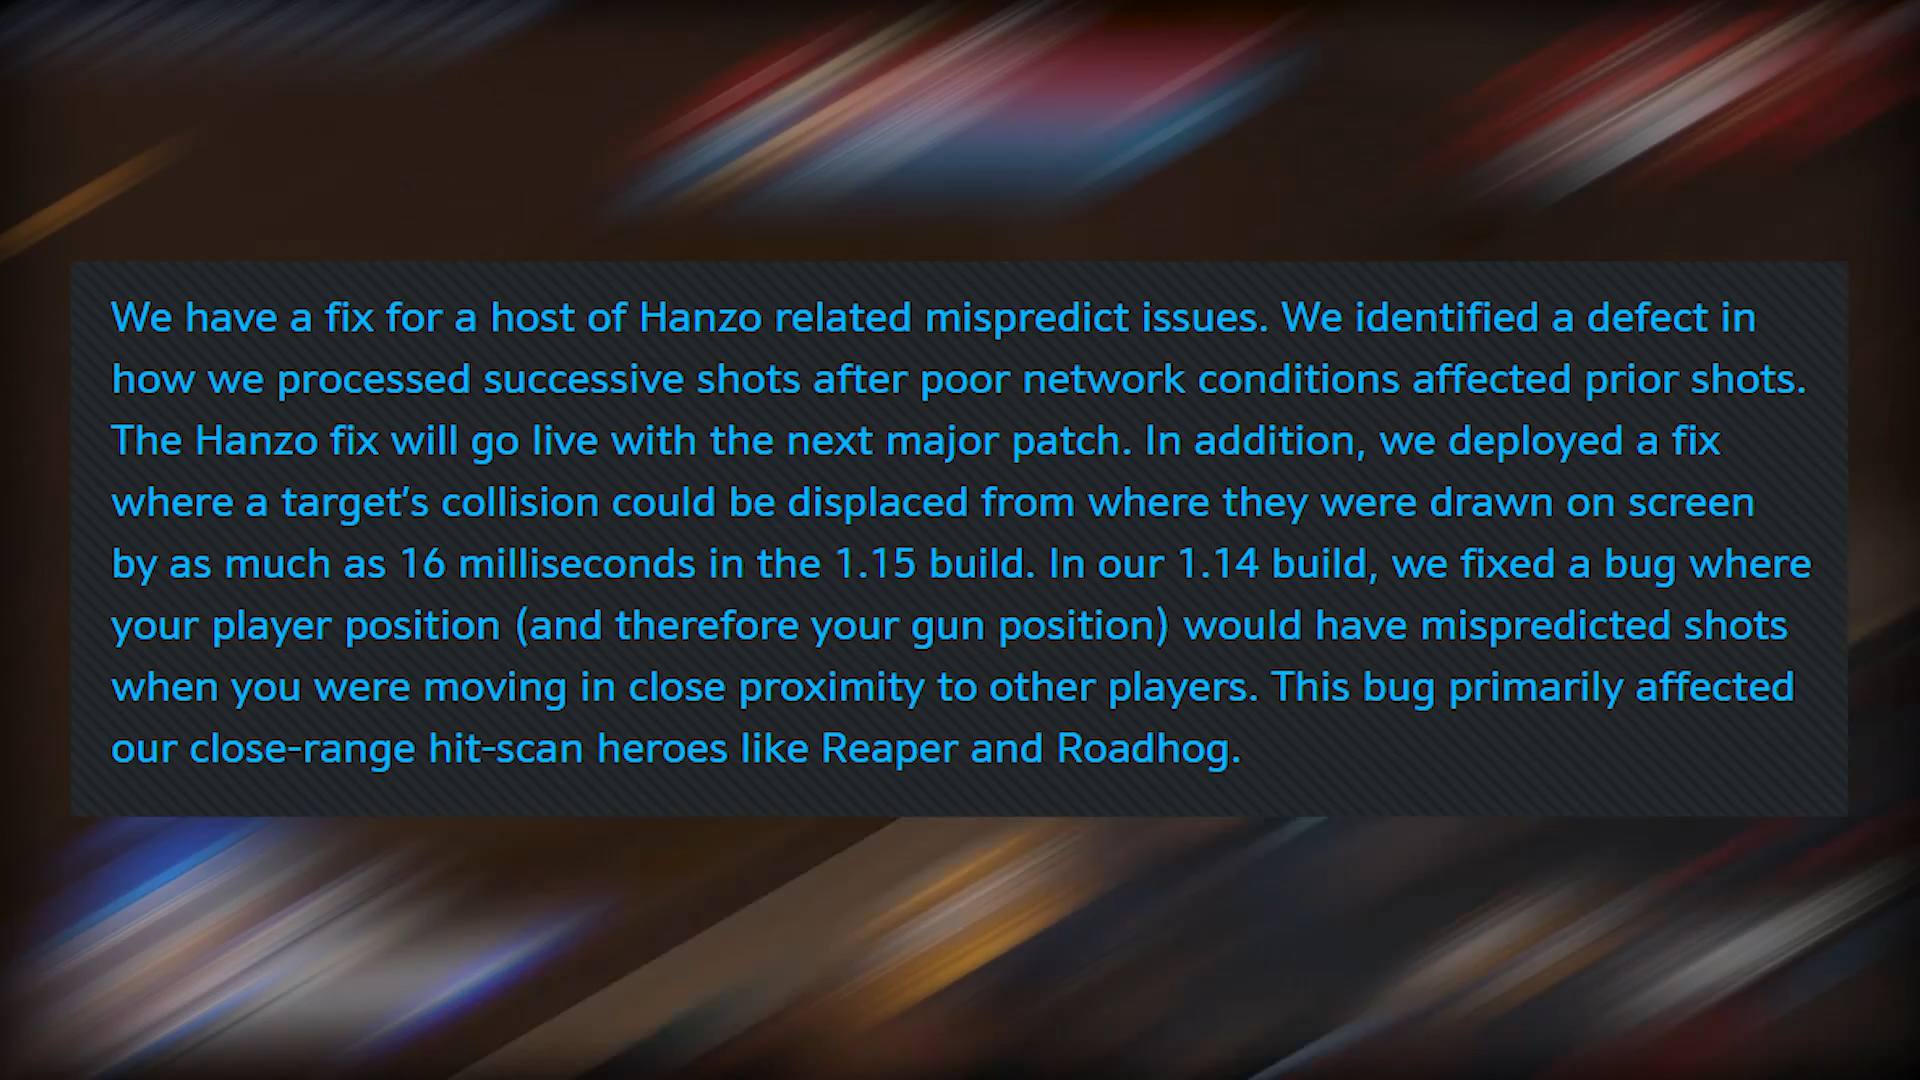 We have a fix for a host of Hanzo related mispredict issues. We identified a defect in
how we processed successive shots after poor network conditions affected prior shots.
The Hanzo fix will go live with the next major patch. In addition, we deployed a fix
where a target's collision could be displaced from where they were drawn on screen
by as much as 16 milliseconds in the 1.15 build. In our 1.14 build, we fixed a bug where
your player position (and therefore your gun position) would have mispredicted shots
when you were moving in close proximity to other players. This bug primarily affected
our close-range hit-scan heroes like Reaper and Roadhog.